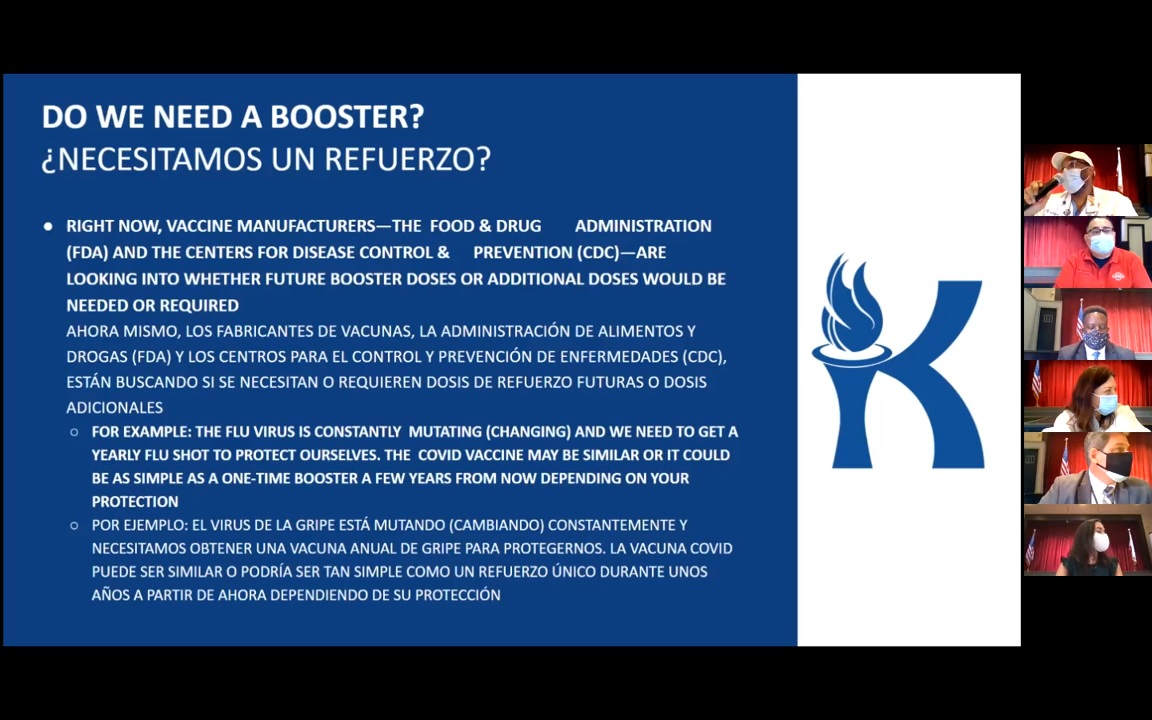 DO WE NEED A BOOSTER?
¿NECESITAMOS UN REFUERZO?
● RIGHT NOW, VACCINE MANUFACTURERS—THE FOOD & DRUG ADMINISTRATION
(FDA) AND THE CENTERS FOR DISEASE CONTROL & PREVENTION (CDC)—ARE
LOOKING INTO WHETHER FUTURE BOOSTER DOSES OR ADDITIONAL DOSES WOULD BE
NEEDED OR REQUIRED
AHORA MISMO, LOS FABRICANTES DE VACUNAS, LA ADMINISTRACIÓN DE ALIMENTOS Y
DROGAS (FDA) Y LOS CENTROS PARA EL CONTROL Y PREVENCIÓN DE ENFERMEDADES (CDC),
ESTÁN BUSCANDO SI SE NECESITAN O REQUIEREN DOSIS DE REFUERZO FUTURAS O DOSIS
ADICIONALES
○ FOR EXAMPLE: THE FLU VIRUS IS CONSTANTLY MUTATING (CHANGING) AND WE NEED TO GET A
YEARLY FLU SHOT TO PROTECT OURSELVES. THE COVID VACCINE MAY BE SIMILAR OR IT COULD
BE AS SIMPLE AS A ONE-TIME BOOSTER A FEW YEARS FROM NOW DEPENDING ON YOUR
PROTECTION
○ POR EJEMPLO: EL VIRUS DE LA GRIPE ESTÁ MUTANDO (CAMBIANDO) CONSTANTEMENTE Y
NECESITAMOS OBTENER UNA VACUNA ANUAL DE GRIPE PARA PROTEGERNOS. LA VACUNA COVID
PUEDE SER SIMILAR O PODRÍA SER TAN SIMPLE COMO UN REFUERZO ÚNICO DURANTE UNOS
AÑOS A PARTIR DE AHORA DEPENDIENDO DE SU PROTECCIÓN
K